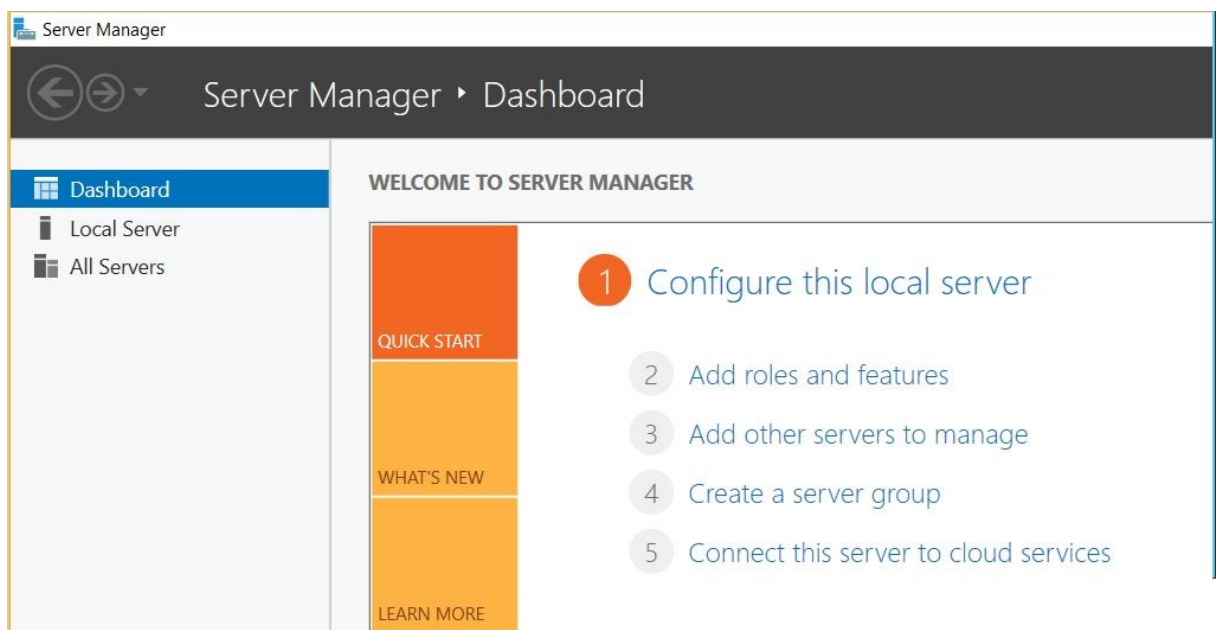 Server Manager
Server Manager ‣ Dashboard
Dashboard
Local Server
All Servers
WELCOME TO SERVER MANAGER
QUICK START
WHAT'S NEW
LEARN MORE
1 Configure this local server
2 Add roles and features
3 Add other servers to manage
4 Create a server group
5 Connect this server to cloud services